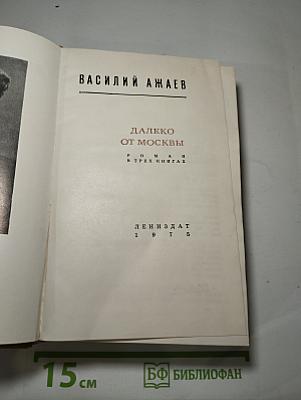 ВАСИЛИЙ АЖАЕВ
ДАЛЕКО
ОТ МОСКВЫ
РОМАН
В ТРЕХ КНИГАХ
ЛЕНИЗДАТ
1975
15 см
БФ БИБЛИОФАН